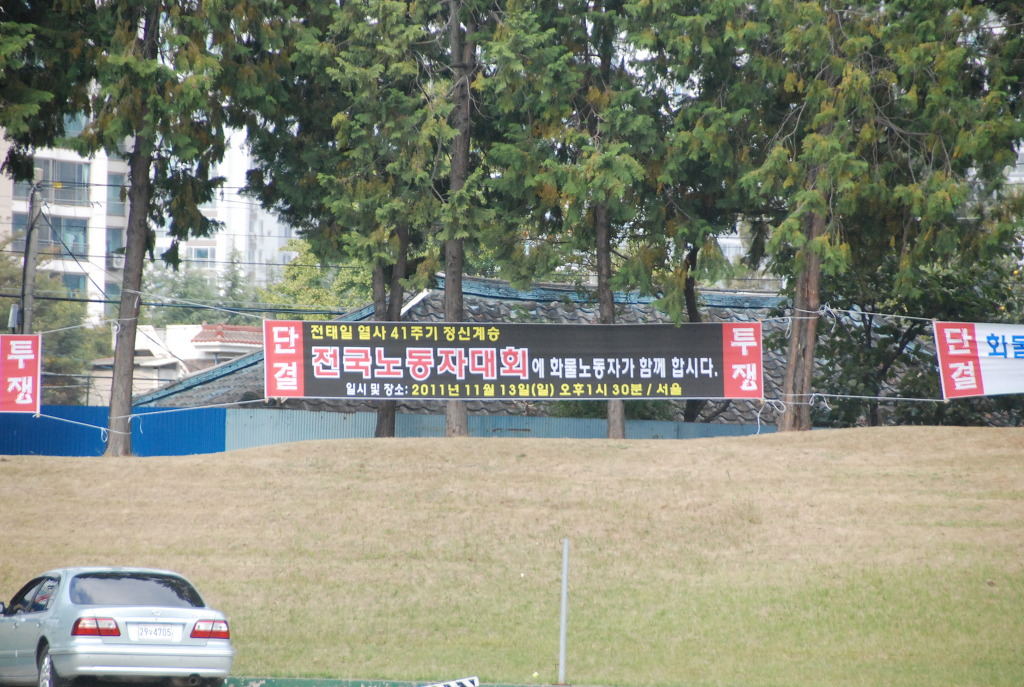 투쟁
단결
전태일 열사 41주기 정신계승
전국노동자대회에 화물노동자가 함께 합시다.
일시 및 장소: 2011년 11월 13일(일) 오후1시 30분 / 서울
투쟁
단결
화물